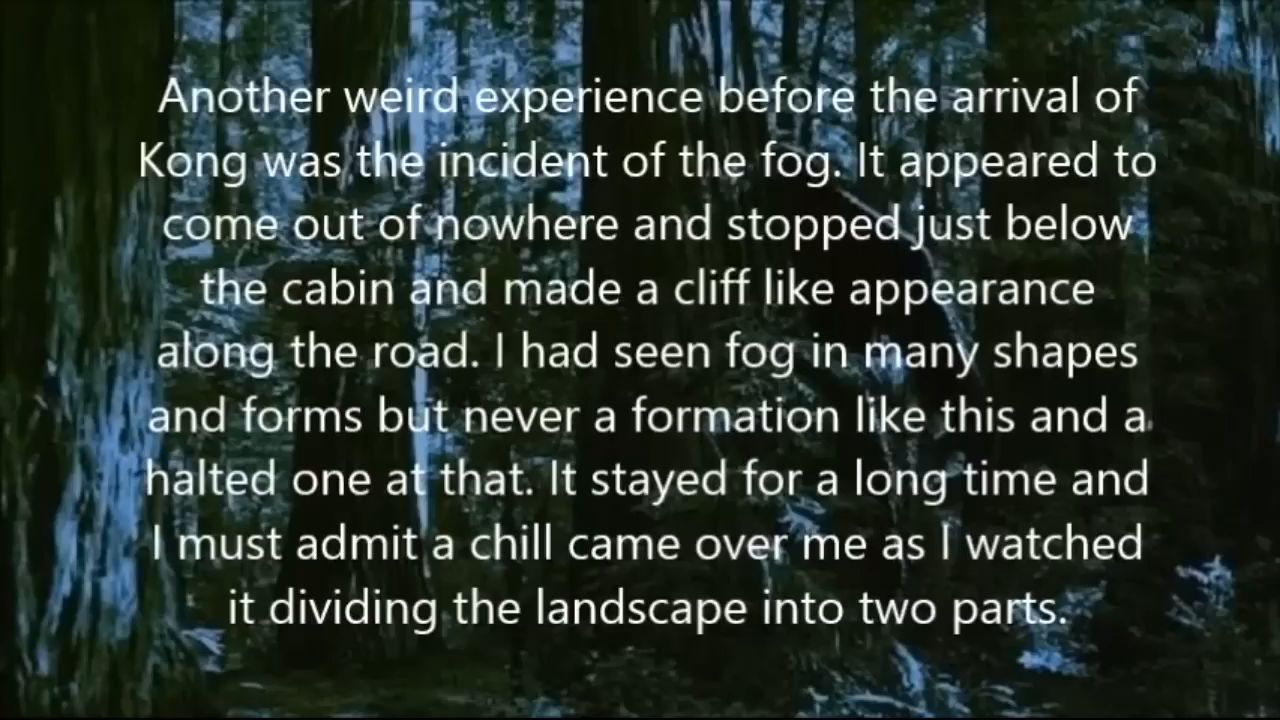 Another weird experience before the arrival of
Kong was the incident of the fog. It appeared to
come out of nowhere and stopped just below
the cabin and made a cliff like appearance
along the road. I had seen fog in many shapes
and forms but never a formation like this and a
halted one at that. It stayed for a long time and
I must admit a chill came over me as I watched
it dividing the landscape into two parts.